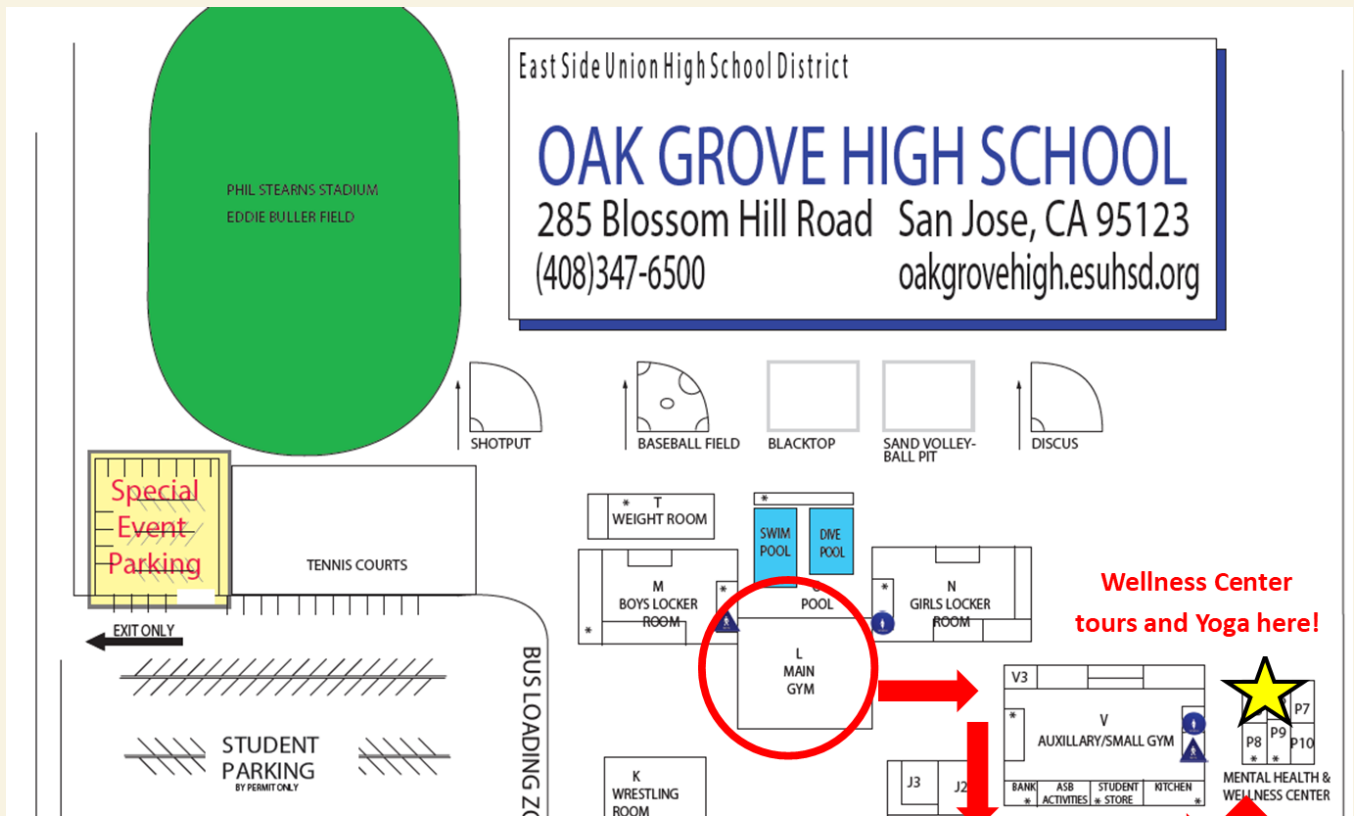 East Side Union High School District
OAK GROVE HIGH SCHOOL
285 Blossom Hill Road San Jose, CA 95123
(408)347-6500 oakgrovehigh.esuhsd.org
PHIL STEARNS STADIUM
EDDIE BULLER FIELD
SHOTPUT
BASEBALL FIELD
BLACKTOP
SAND VOLLEY-
BALL PIT
DISCUS
Special
Event
Parking
TENNIS COURTS
EXIT ONLY
* T
WEIGHT ROOM
*
SWIM
POOL
DIVE
POOL
M
BOYS LOCKER
ROOM
*
*
POOL
*
N
GIRLS LOCKER
ROOM
L
MAIN
GYM
Wellness Center
tours and Yoga here!
BUS LOADING
STUDENT
PARKING
BY PERMIT ONLY
K
WRESTLING
ROOM
J3
J2
V3
*
V
AUXILLARY/SMALL GYM
BANK
*
ASB
ACTIVITIES
STUDENT
* STORE
KITCHEN
*
P7
P8
*
P9
*
P10
MENTAL HEALTH &
WELLNESS CENTER